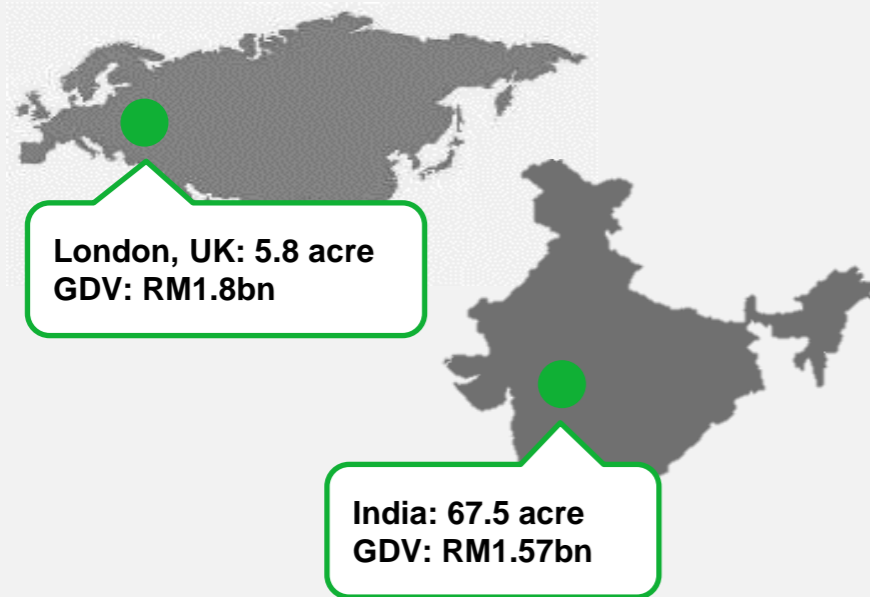 London, UK: 5.8 acre
GDV: RM1.8bn
India: 67.5 acre
GDV: RM1.57bn